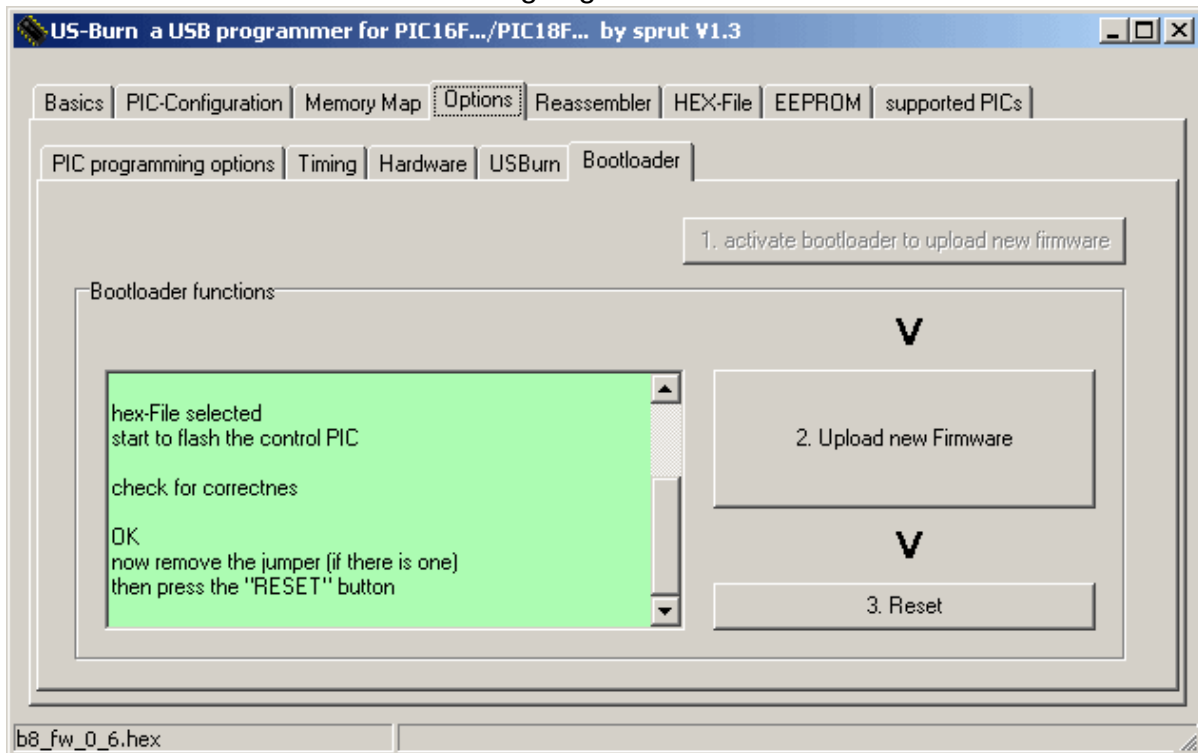 US-Burn a USB programmer for PIC16F.../PIC18F... by sprut V1.3
Basics PIC-Configuration Memory Map Options Reassembler HEX-File EEPROM supported PICs
PIC programming options Timing Hardware USBurn Bootloader
1. activate bootloader to upload new firmware
Bootloader functions
V
hex-File selected
start to flash the control PIC
check for correctnes
OK
now remove the jumper (if there is one)
then press the "RESET" button
2. Upload new Firmware
V
3. Reset
b8_fw_0_6.hex